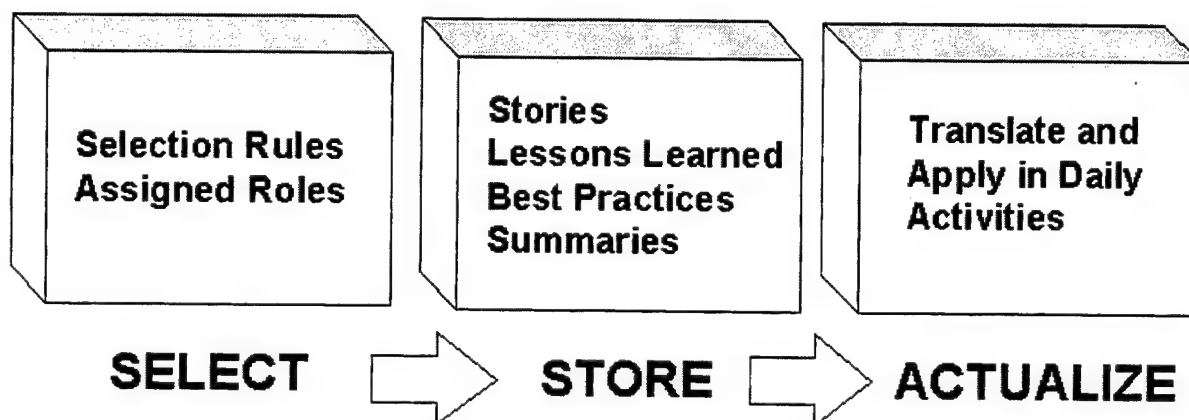 Selection Rules
Assigned Roles
Stories
Lessons Learned
Best Practices
Summaries
Translate and
Apply in Daily
Activities
SELECT
STORE
ACTUALIZE